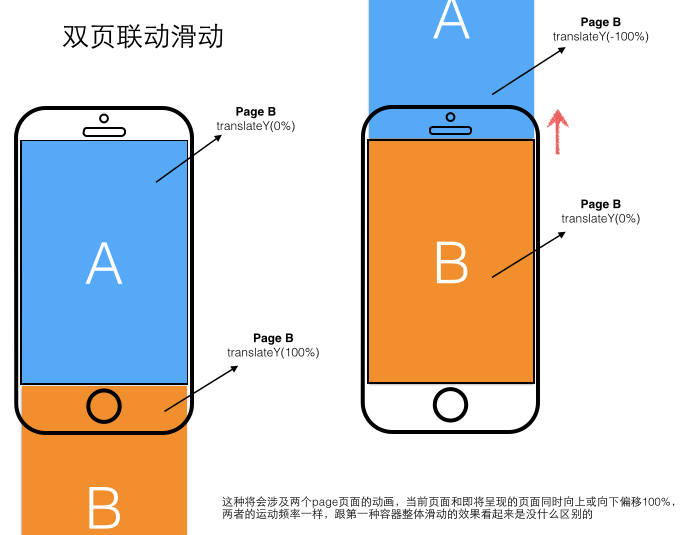 双页联动滑动
A
Page B
translateY(-100%)
Page B
translateY(0%)
A
Page B
translateY(0%)
B
Page B
translateY(100%)
B
这种将会涉及两个page页面的动画，当前页面和即将呈现的页面同时向上或向下偏移100%，
两者的运动频率一样，跟第一种容器整体滑动的效果看起来是没什么区别的